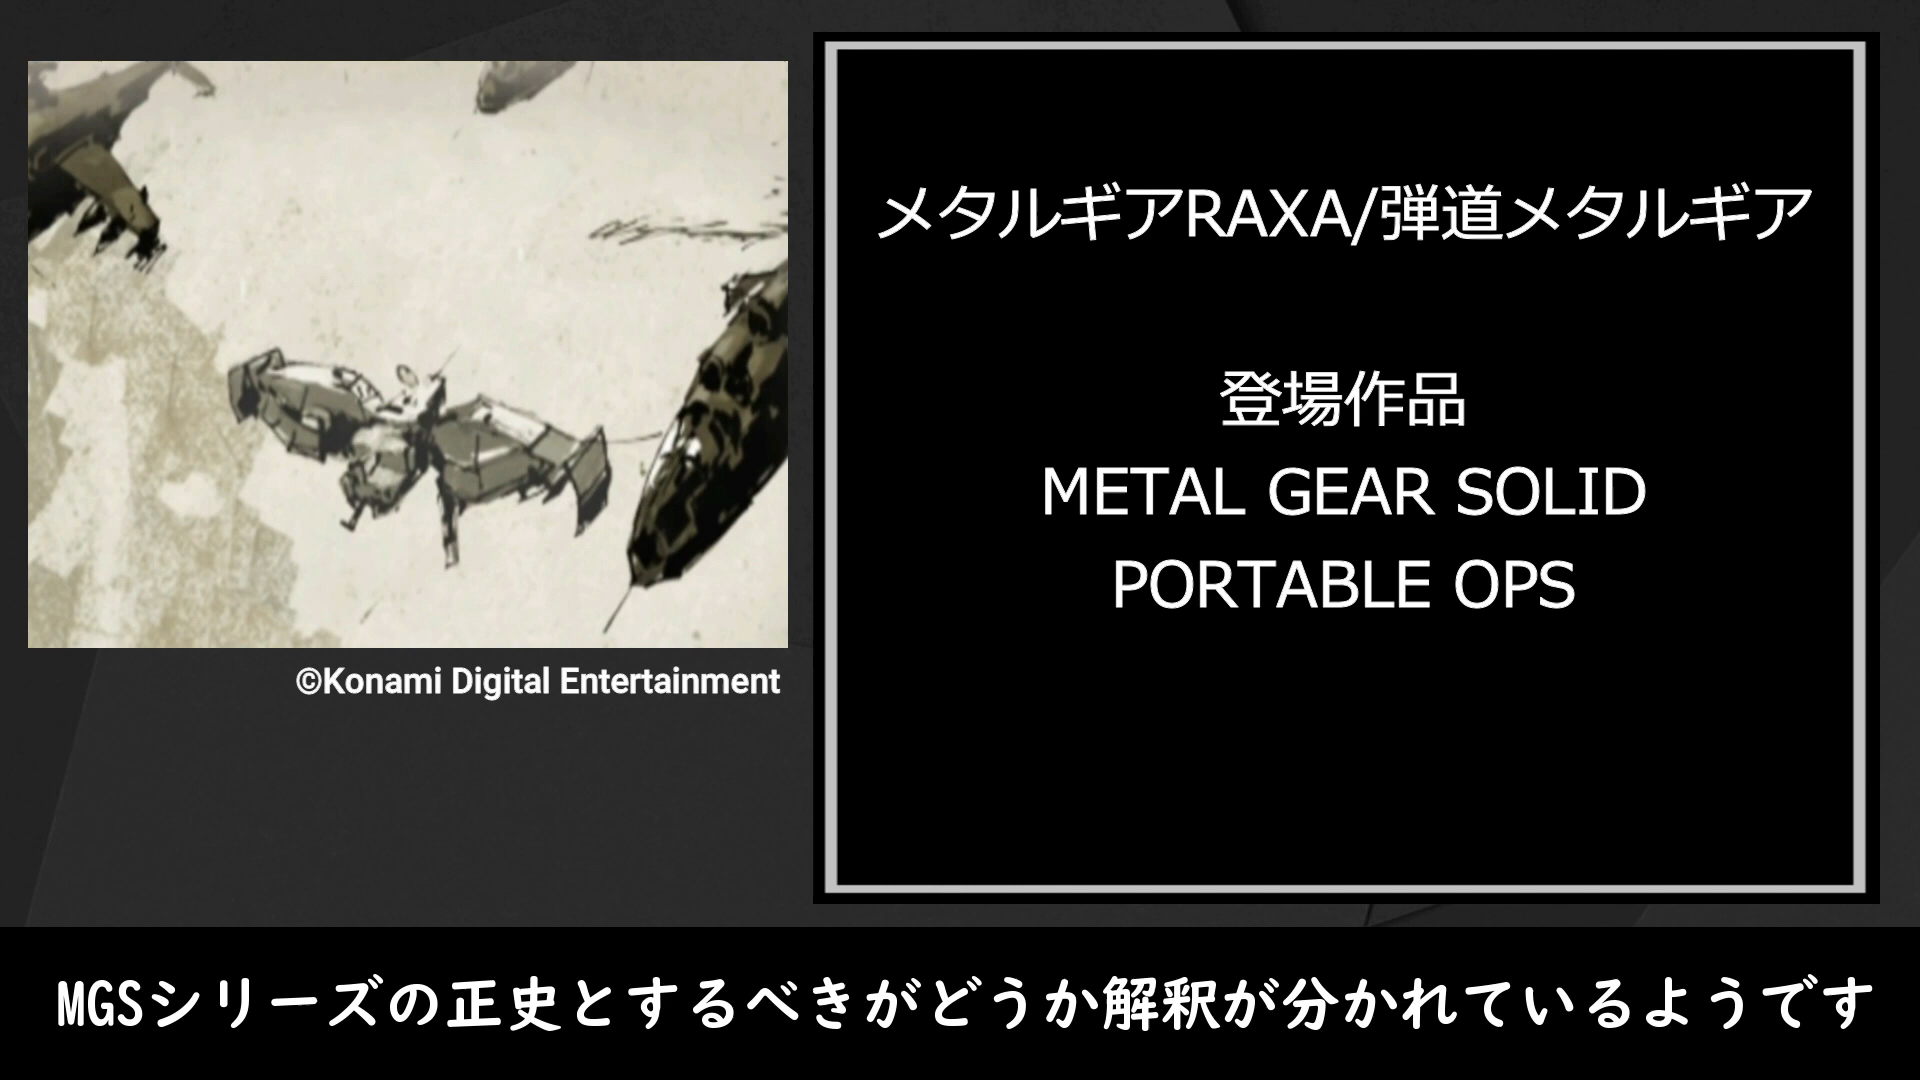 メタルギアRAXA/弾道メタルギア
登場作品
METAL GEAR SOLID
PORTABLE OPS
©Konami Digital Entertainment
MGSシリーズの正史とするべきがどうか解釈が分かれているようです